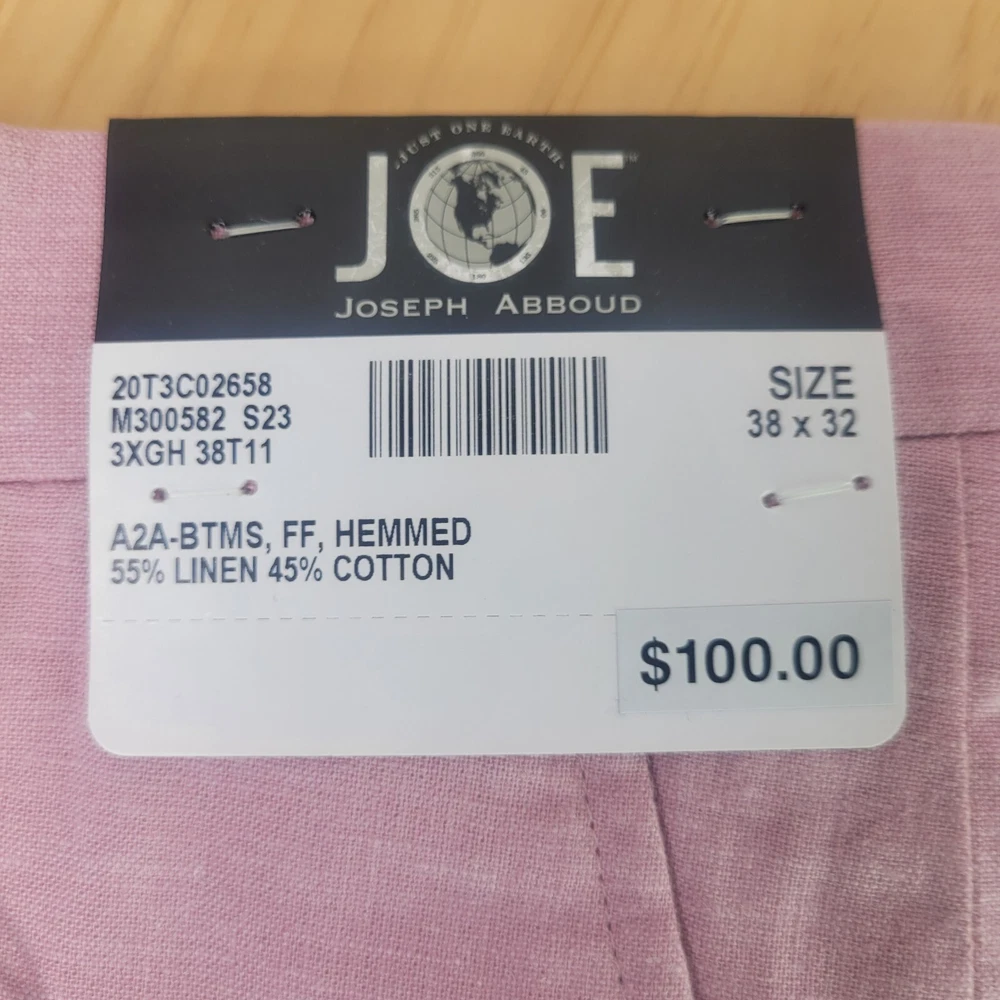 -JUST ONE EARTH-
JOE
JOSEPH ABBOUD
20T3C02658
M300582 S23
3XGH 38T11
SIZE
38 x 32
A2A-BTMS, FF, HEMMED
55% LINEN 45% COTTON
$100.00